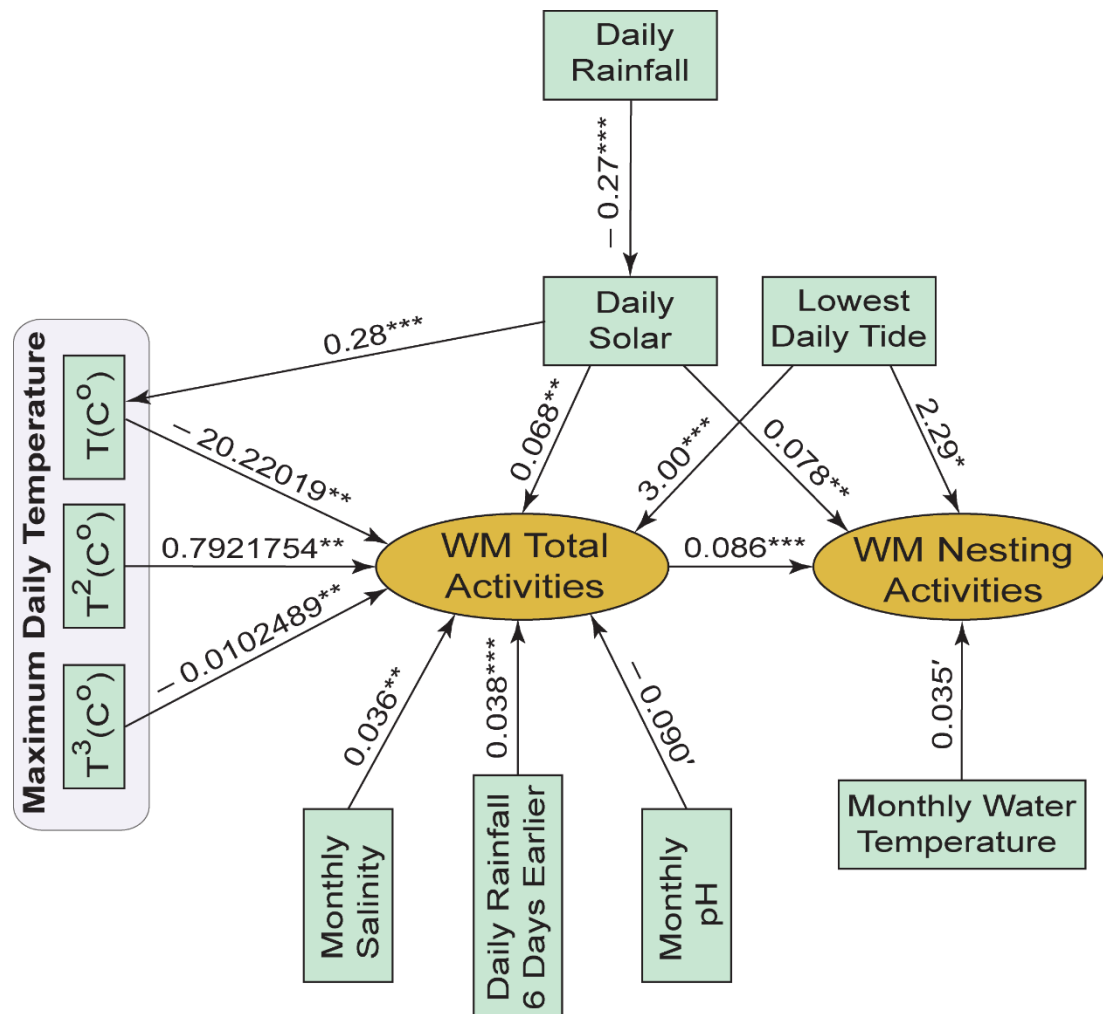 Daily
Rainfall
– 0.27***
Daily
Solar
Lowest
Daily Tide
0.28***
Maximum Daily Temperature
T(C°)
T²(C°)
T³(C°)
– 20.22019**
0.7921754**
– 0.0102489**
0.068**
3.00***
0.078**
2.29*
WM Total
Activities
0.086***
WM Nesting
Activities
0.036**
0.038***
– 0.090′
0.035′
Monthly
Salinity
Daily Rainfall
6 Days Earlier
Monthly
pH
Monthly Water
Temperature